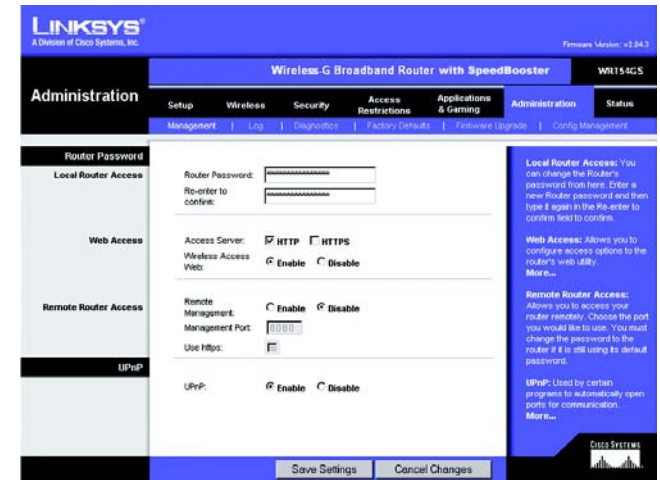 LINKSYS®
A Division of Cisco Systems, Inc.
Firmware Version: v2.04.3
Wireless-G Broadband Router with SpeedBooster
WRT54GS
Administration
Setup
Wireless
Security
Access Restrictions
Applications & Gaming
Administration
Status
Management | Log | Diagnostics | Factory Defaults | Firmware Upgrade | Config Management
Router Password
Local Router Access
Router Password:
Re-enter to
confirm:
Web Access
Access Server:
HTTP
HTTPS
Wireless Access
Web:
Enable
Disable
Remote Router Access
Remote
Management:
Enable
Disable
Management Port:
8080
Use https:
UPnP
UPnP:
Enable
Disable
Local Router Access: You
can change the Router's
password from here. Enter a
new Router password and then
type it again in the Re-enter to
confirm field to confirm.
Web Access: Allows you to
configure access options to the
router's web utility.
More...
Remote Router Access:
Allows you to access your
router remotely. Choose the port
you would like to use. You must
change the password to the
router if it is still using its default
password.
UPnP: Used by certain
programs to automatically open
ports for communication.
More...
Save Settings
Cancel Changes
CISCO SYSTEMS